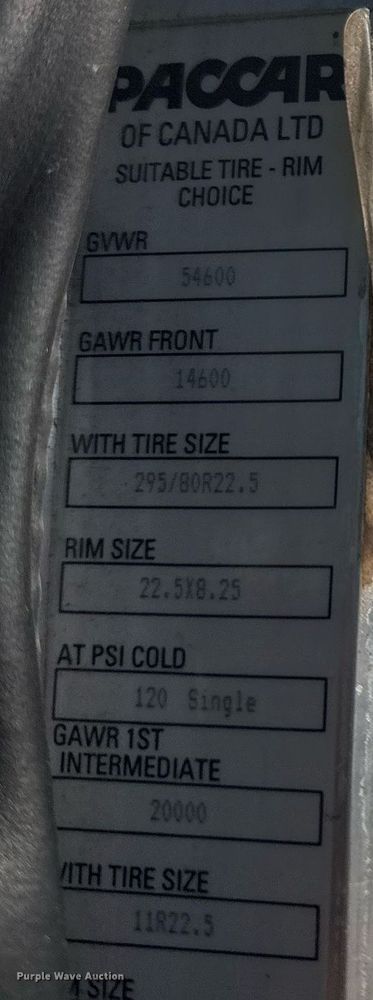 PACCAR
OF CANADA LTD
SUITABLE TIRE - RIM
CHOICE
GVWR
54600
GAWR FRONT
14600
WITH TIRE SIZE
295/80R22.5
RIM SIZE
22.5X8.25
AT PSI COLD
120 Single
GAWR 1ST
INTERMEDIATE
20000
WITH TIRE SIZE
11R22.5
M SIZE
Purple Wave Auction